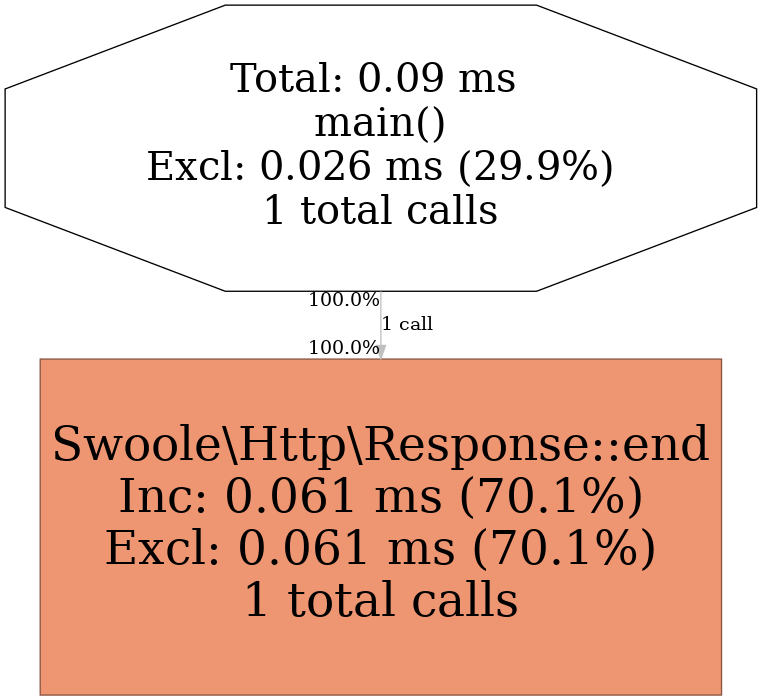 Total: 0.09 ms
main()
Excl: 0.026 ms (29.9%)
1 total calls
100.0%
1 call
100.0%
Swoole\Http\Response::end
Inc: 0.061 ms (70.1%)
Excl: 0.061 ms (70.1%)
1 total calls